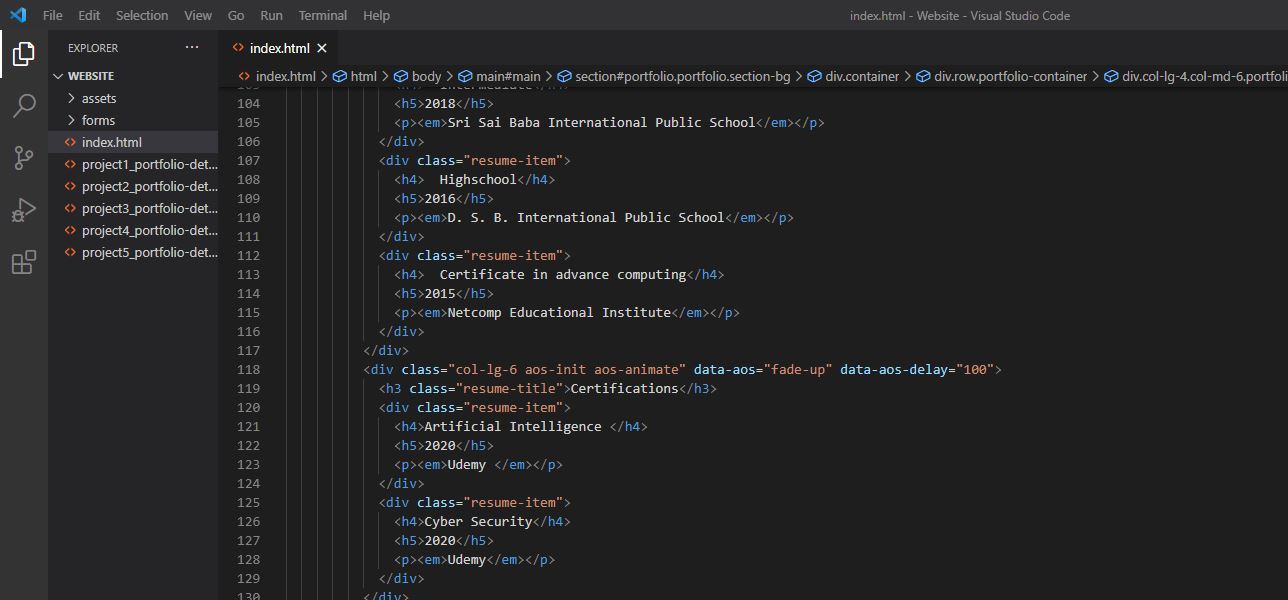 File Edit Selection View Go Run Terminal Help index.html - Website - Visual Studio Code
EXPLORER ···
WEBSITE
assets
forms
index.html
project1_portfolio-det...
project2_portfolio-det...
project3_portfolio-det...
project4_portfolio-det...
project5_portfolio-det...
<> index.html ×
<> index.html > html > body > main#main > section#portfolio.portfolio.section-bg > div.container > div.row.portfolio-container > div.col-lg-4.col-md-6.portfoli
103 <h4> Intermediate</h4>
104 <h5>2018</h5>
105 <p><em>Sri Sai Baba International Public School</em></p>
106 </div>
107 <div class="resume-item">
108 <h4>  Highschool</h4>
109 <h5>2016</h5>
110 <p><em>D. S. B. International Public School</em></p>
111 </div>
112 <div class="resume-item">
113 <h4>  Certificate in advance computing</h4>
114 <h5>2015</h5>
115 <p><em>Netcomp Educational Institute</em></p>
116 </div>
117 </div>
118 <div class="col-lg-6 aos-init aos-animate" data-aos="fade-up" data-aos-delay="100">
119 <h3 class="resume-title">Certifications</h3>
120 <div class="resume-item">
121 <h4>Artificial Intelligence </h4>
122 <h5>2020</h5>
123 <p><em>Udemy </em></p>
124 </div>
125 <div class="resume-item">
126 <h4>Cyber Security</h4>
127 <h5>2020</h5>
128 <p><em>Udemy</em></p>
129 </div>
130 </div>